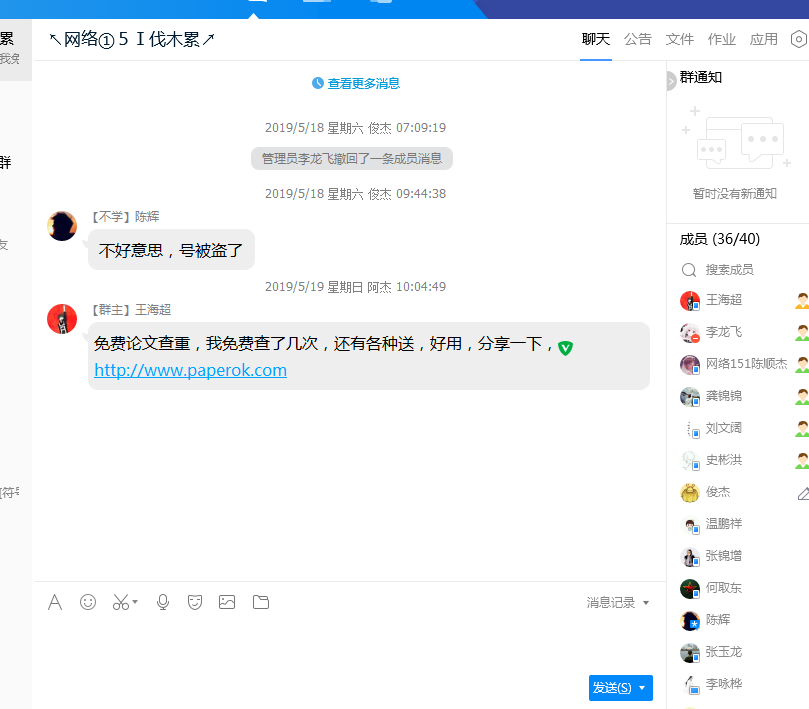 累
我免
群
友
[符号
↖网络①５Ｉ伐木累↗
聊天 公告 文件 作业 应用
查看更多消息
2019/5/18 星期六 俊杰 07:09:19
管理员李龙飞撤回了一条成员消息
2019/5/18 星期六 俊杰 09:44:38
【不学】陈辉
不好意思，号被盗了
2019/5/19 星期日 阿杰 10:04:49
【群主】王海超
免费论文查重，我免费查了几次，还有各种送，好用，分享一下，
http://www.paperok.com
消息记录
发送(S)
群通知
暂时没有新通知
成员 (36/40)
搜索成员
王海超
李龙飞
网络151陈顺杰
龚锦锦
刘文阔
史彬洪
俊杰
温鹏祥
张锦增
何取东
陈辉
张玉龙
李咏桦